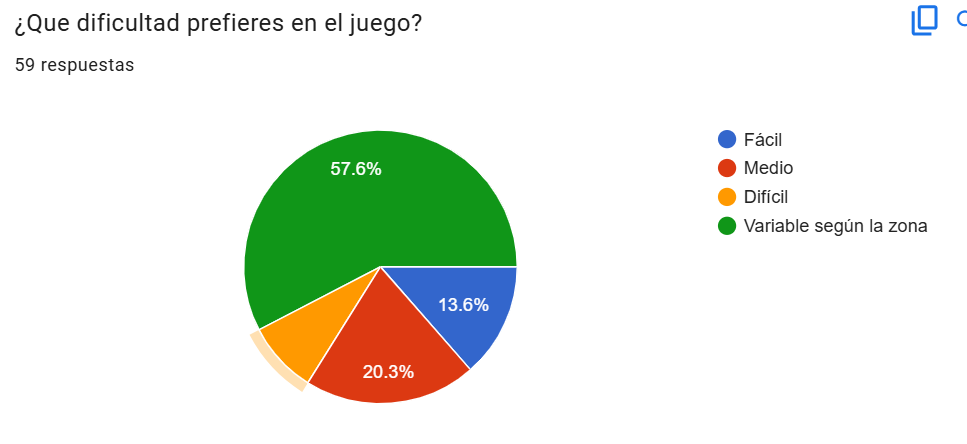 ¿Que dificultad prefieres en el juego?
59 respuestas
57.6%
13.6%
20.3%
Fácil
Medio
Difícil
Variable según la zona